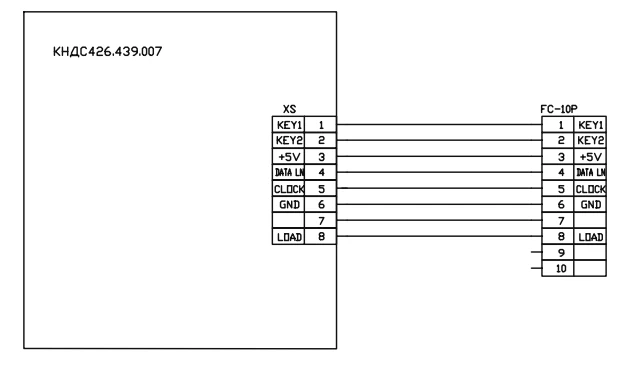 КНДС426.439.007
XS
KEY1 1
KEY2 2
+5V 3
DATA LN 4
CLOCK 5
GND 6
7
LOAD 8
FC-10P
1 KEY1
2 KEY2
3 +5V
4 DATA LN
5 CLOCK
6 GND
7
8 LOAD
9
10